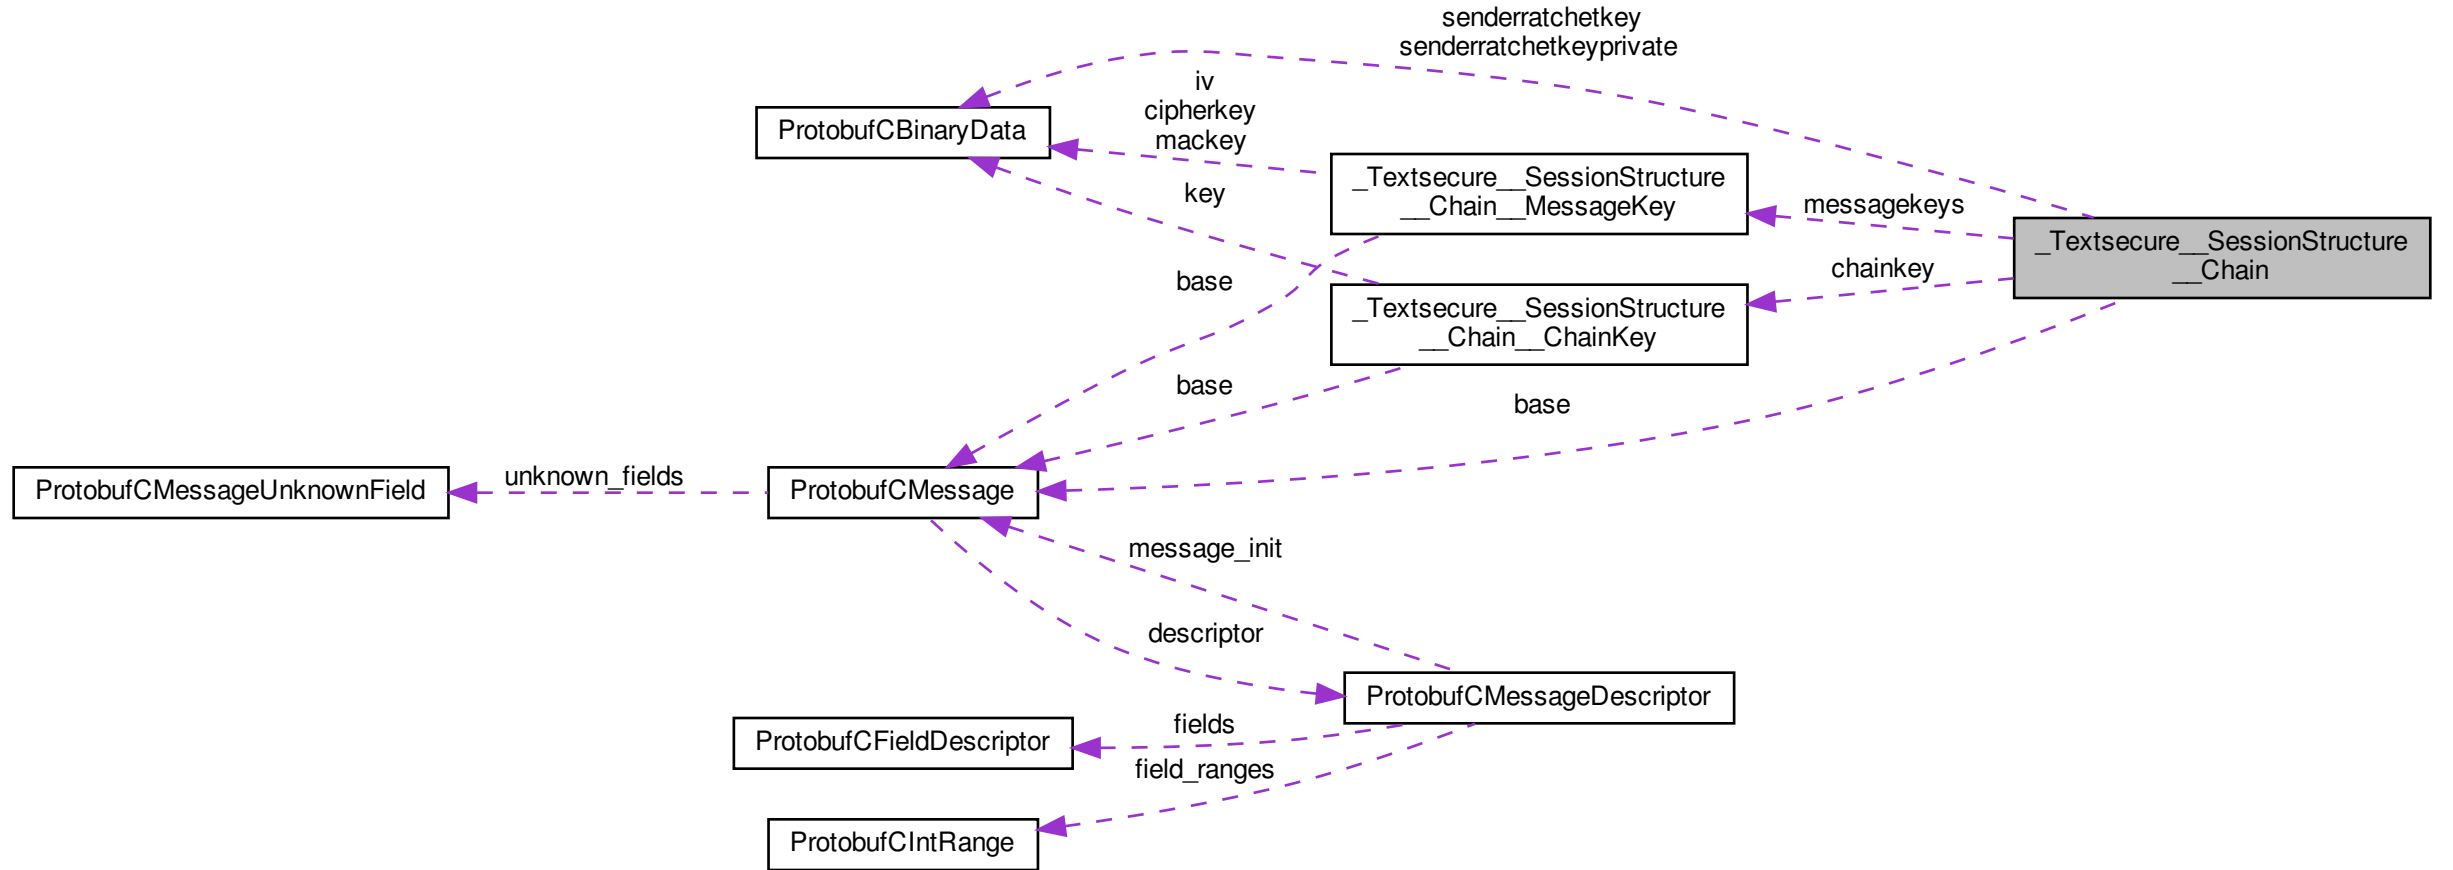 senderratchetkey
senderratchetkeyprivate
iv
cipherkey
mackey
ProtobufCBinaryData
_Textsecure__SessionStructure
__Chain__MessageKey
key
messagekeys
_Textsecure__SessionStructure
__Chain
chainkey
base
_Textsecure__SessionStructure
__Chain__ChainKey
base
base
ProtobufCMessageUnknownField
unknown_fields
ProtobufCMessage
message_init
descriptor
ProtobufCMessageDescriptor
fields
ProtobufCFieldDescriptor
field_ranges
ProtobufCIntRange